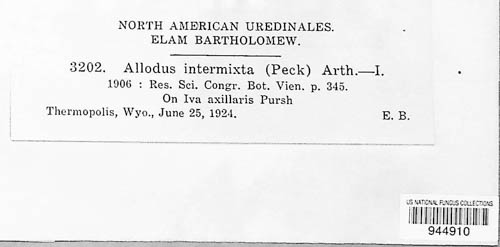 NORTH AMERICAN UREDINALES.
ELAM BARTHOLOMEW.
3202. Allodus intermixta (Peck) Arth.—I.
1906 : Res. Sci. Congr. Bot. Vien. p. 345.
On Iva axillaris Pursh
Thermopolis, Wyo., June 25, 1924. E. B.
US NATIONAL FUNGUS COLLECTIONS
944910